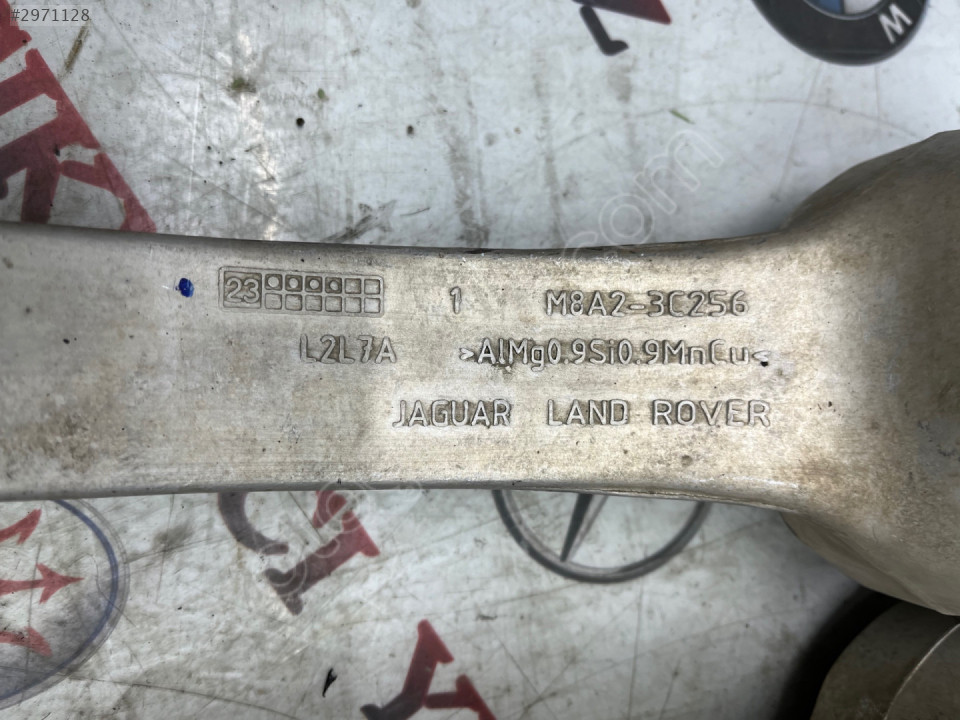 #2971128
W
23 1 M8A2-3C256
L2L7A >AlMg0.9Si0.9MnCu<
JAGUAR LAND ROVER